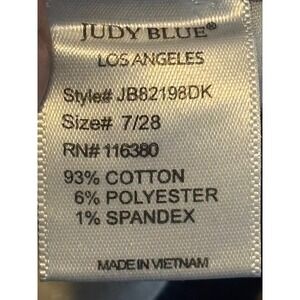 JUDY BLUE®
LOS ANGELES
Style# JB82198DK
Size# 7/28
RN# 116380
93% COTTON
6% POLYESTER
1% SPANDEX
MADE IN VIETNAM